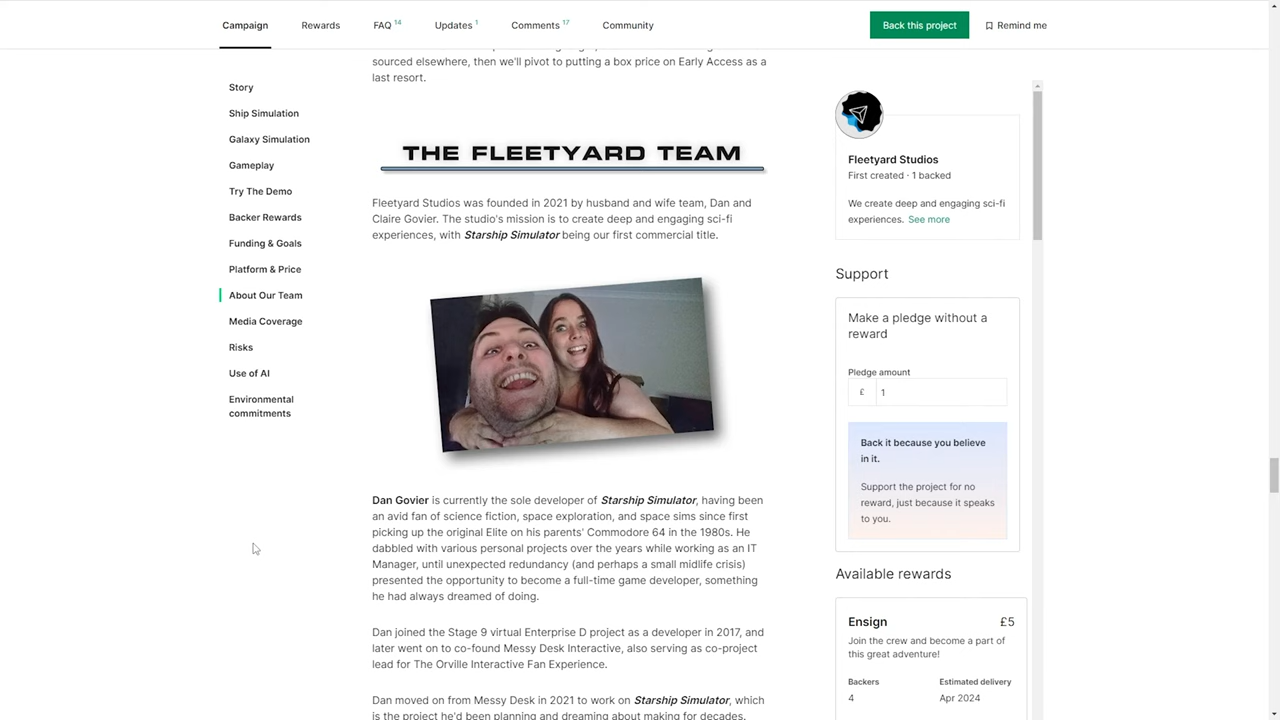 Campaign
Rewards
FAQ 14
Updates 1
Comments 17
Community
Back this project
Remind me
Story
Ship Simulation
Galaxy Simulation
Gameplay
Try The Demo
Backer Rewards
Funding & Goals
Platform & Price
About Our Team
Media Coverage
Risks
Use of AI
Environmental
commitments
sourced elsewhere, then we'll pivot to putting a box price on Early Access as a
last resort.
THE FLEETYARD TEAM
Fleetyard Studios was founded in 2021 by husband and wife team, Dan and
Claire Govier. The studio's mission is to create deep and engaging sci-fi
experiences, with Starship Simulator being our first commercial title.
Dan Govier is currently the sole developer of Starship Simulator, having been
an avid fan of science fiction, space exploration, and space sims since first
picking up the original Elite on his parents' Commodore 64 in the 1980s. He
dabbled with various personal projects over the years while working as an IT
Manager, until unexpected redundancy (and perhaps a small midlife crisis)
presented the opportunity to become a full-time game developer, something
he had always dreamed of doing.
Dan joined the Stage 9 virtual Enterprise D project as a developer in 2017, and
later went on to co-found Messy Desk Interactive, also serving as co-project
lead for The Orville Interactive Fan Experience.
Dan moved on from Messy Desk in 2021 to work on Starship Simulator, which
is the project he'd been planning and dreaming about making for decades.
Fleetyard Studios
First created · 1 backed
We create deep and engaging sci-fi
experiences. See more
Support
Make a pledge without a
reward
Pledge amount
£ 1
Back it because you believe
in it.
Support the project for no
reward, just because it speaks
to you.
Available rewards
Ensign £5
Join the crew and become a part of
this great adventure!
Backers Estimated delivery
4 Apr 2024